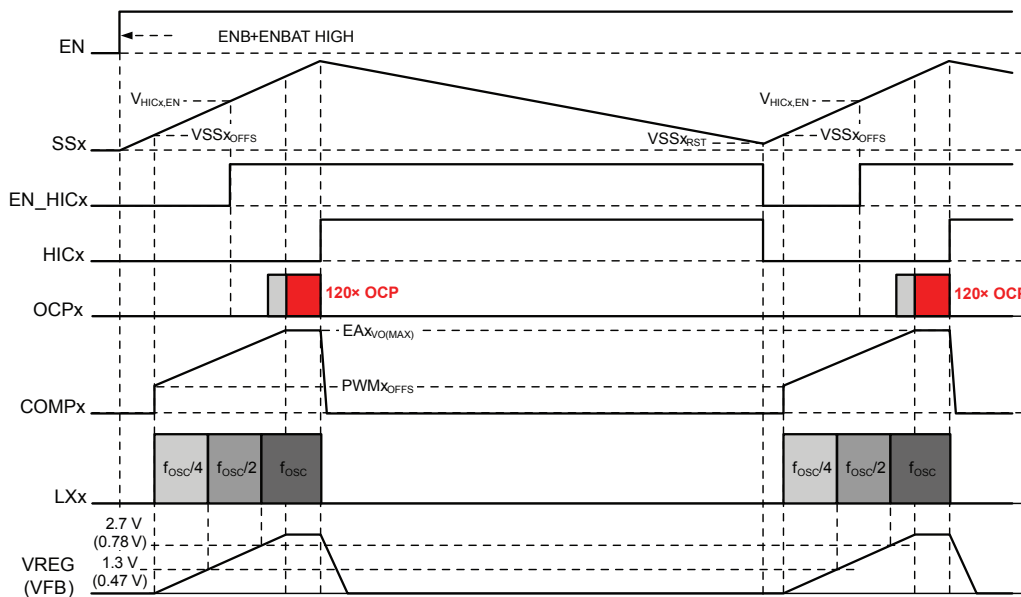 EN
ENB+ENBAT HIGH
VHICx,EN
VHICx,EN
VSSxOFFS
VSSxRST
VSSxOFFS
SSx
EN_HICx
HICx
120× OCP
120× OCP
OCPx
EAxVO(MAX)
PWMxOFFS
COMPx
fOSC/4
fOSC/2
fOSC
fOSC/4
fOSC/2
fOSC
LXx
2.7 V
(0.78 V)
1.3 V
(0.47 V)
VREG
(VFB)